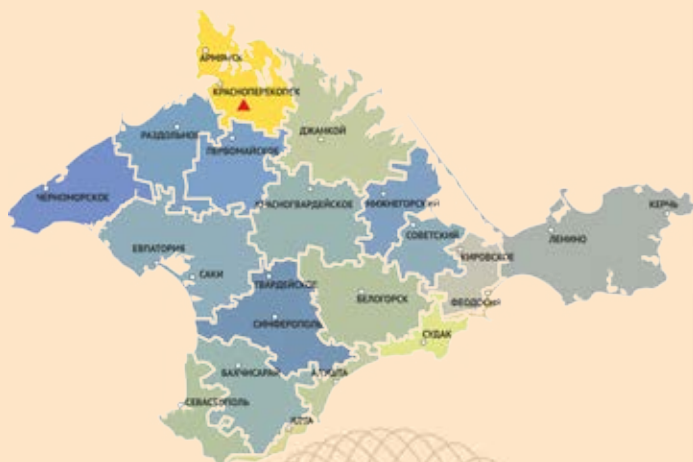 АРМЯНСК
КРАСНОПЕРЕКОПСК
ДЖАНКОЙ
РАЗДОЛЬНОЕ
ПЕРВОМАЙСКОЕ
ЧЕРНОМОРСКОЕ
КРАСНОГВАРДЕЙСКОЕ
НИЖНЕГОРСКИЙ
КЕРЧЬ
СОВЕТСКИЙ
ЛЕНИНО
ЕВПАТОРИЯ
КИРОВСКОЕ
САКИ
ГВАРДЕЙСКОЕ
БЕЛОГОРСК
ФЕОДОСИЯ
СИМФЕРОПОЛЬ
СУДАК
БАХЧИСАРАЙ
АЛУШТА
СЕВАСТОПОЛЬ
ЯЛТА